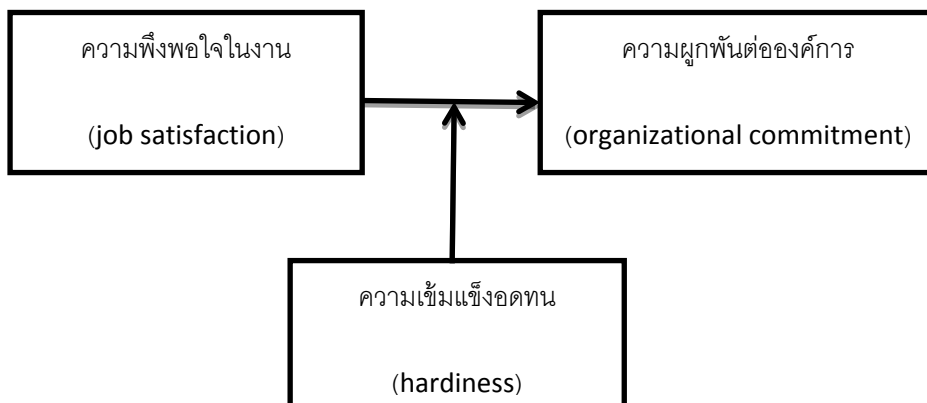 ความพึงพอใจในงาน
(job satisfaction)
ความผูกพันต่อองค์การ
(organizational commitment)
ความเข้มแข็งอดทน
(hardiness)